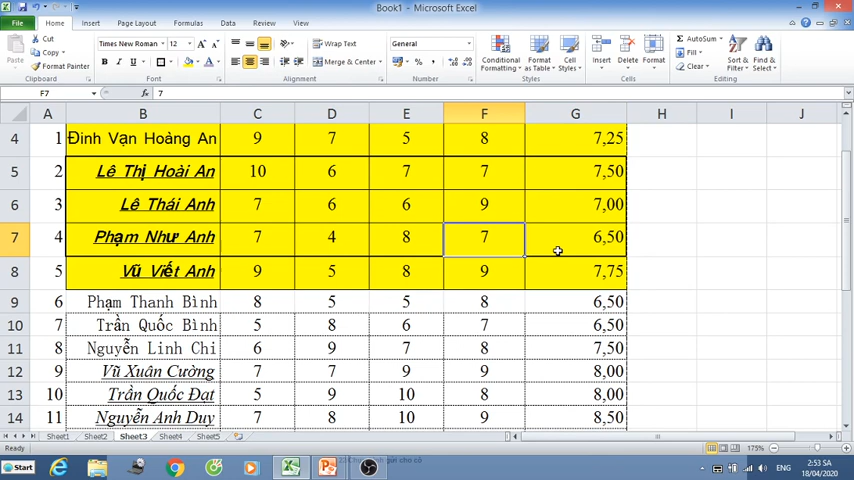 Book1 - Microsoft Excel
File Home Insert Page Layout Formulas Data Review View
Cut
Copy
Format Painter
Paste
Clipboard
Times New Roman 12
B I U
Font
Wrap Text
Merge & Center
Alignment
General
Number
Conditional Formatting
Format as Table
Cell Styles
Styles
Insert Delete Format
Cells
AutoSum
Fill
Clear
Sort & Filter
Find & Select
Editing
F7 fx 7
A B C D E F G H I J
4 1 Đinh Vạn Hoàng An 9 7 5 8 7,25
5 2 Lê Thị Hoài An 10 6 7 7 7,50
6 3 Lê Thái Anh 7 6 6 9 7,00
7 4 Phạm Như Anh 7 4 8 7 6,50
8 5 Vũ Viết Anh 9 5 8 9 7,75
9 6 Phạm Thanh Bình 8 5 5 8 6,50
10 7 Trần Quốc Bình 5 8 6 7 6,50
11 8 Nguyễn Linh Chi 6 9 7 8 7,50
12 9 Vũ Xuân Cường 7 7 9 9 8,00
13 10 Trần Quốc Đạt 5 9 10 8 8,00
14 11 Nguyễn Anh Duy 7 8 10 9 8,50
Sheet1 Sheet2 Sheet3 Sheet4 Sheet5
Ready 175%
Start ENG 2:53 SA
18/04/2020